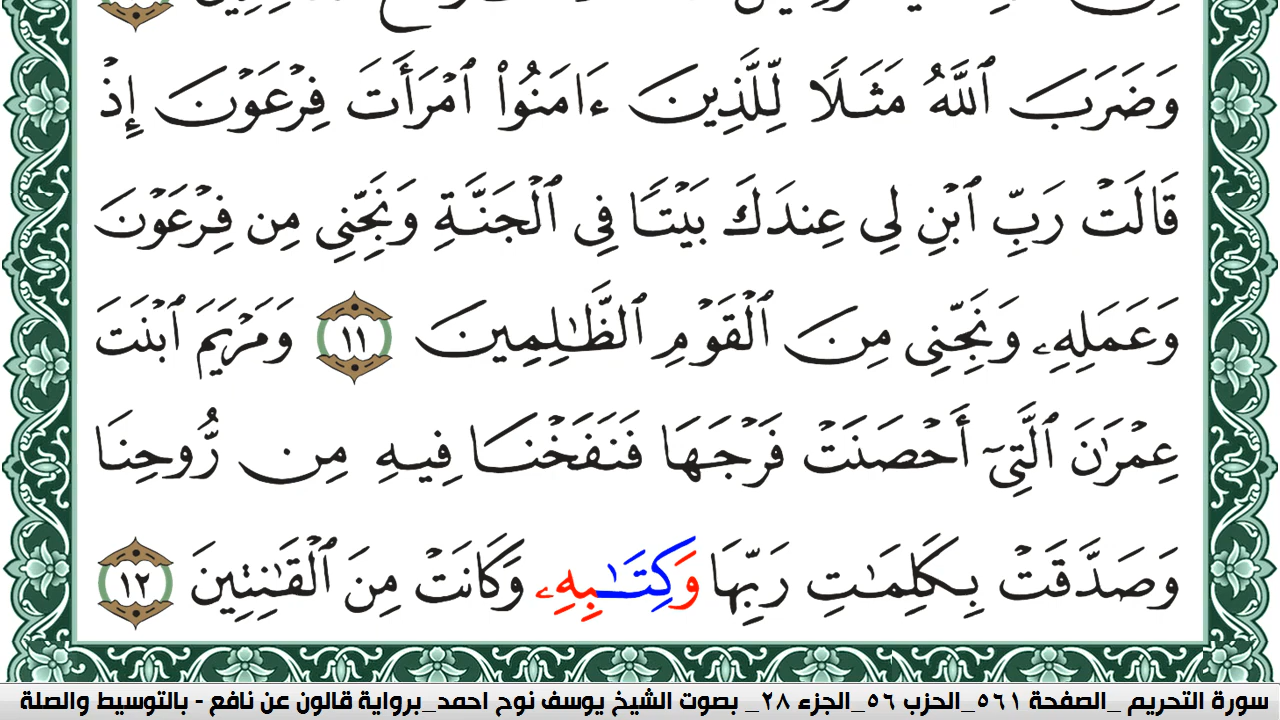 وَضَرَبَ ٱللَّهُ مَثَلًا لِّلَّذِينَ ءَامَنُوا۟ ٱمْرَأَتَ فِرْعَوْنَ إِذْ
قَالَتْ رَبِّ ٱبْنِ لِي عِندَكَ بَيْتًا فِي ٱلْجَنَّةِ وَنَجِّنِي مِن فِرْعَوْنَ
وَعَمَلِهِۦ وَنَجِّنِي مِنَ ٱلْقَوْمِ ٱلظَّٰلِمِينَ ١١ وَمَرْيَمَ ٱبْنَتَ
عِمْرَٰنَ ٱلَّتِيٓ أَحْصَنَتْ فَرْجَهَا فَنَفَخْنَا فِيهِ مِن رُّوحِنَا
وَصَدَّقَتْ بِكَلِمَٰتِ رَبِّهَا وَكِتَٰبِهِۦ وَكَانَتْ مِنَ ٱلْقَٰنِتِينَ ١٢
سورة التحريم _الصفحة ٥٦١_الحزب ٥٦_الجزء ٢٨_ بصوت الشيخ يوسف نوح احمد_برواية قالون عن نافع - بالتوسيط والصلة